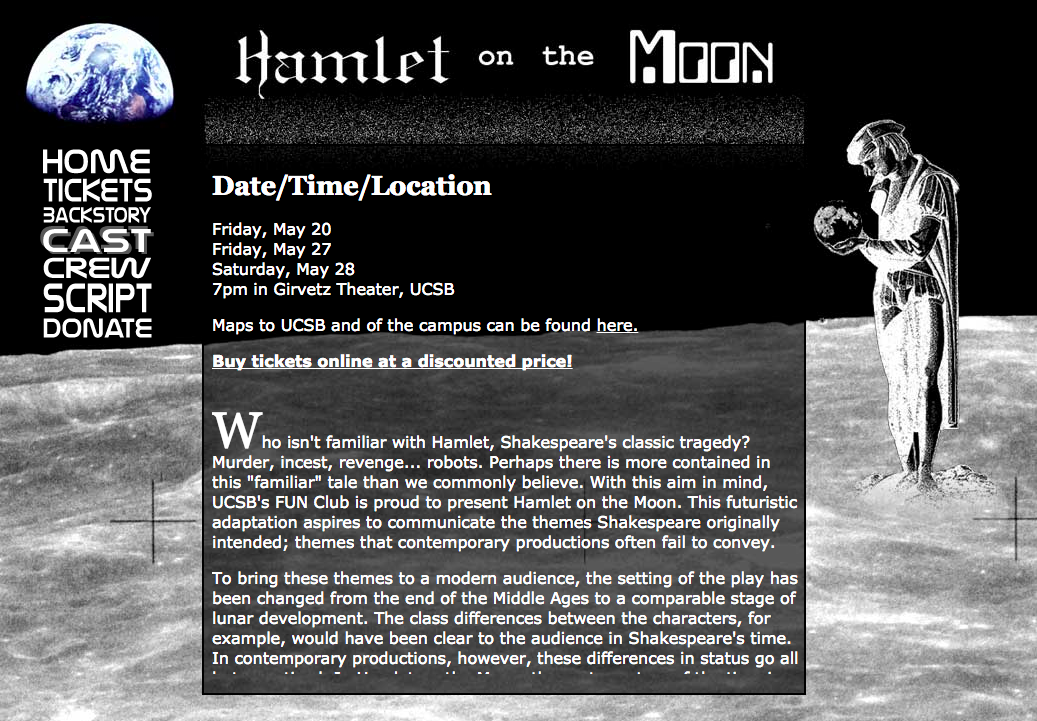 Hamlet on the Moon
HOME
TICKETS
BACKSTORY
CAST
CREW
SCRIPT
DONATE
Date/Time/Location
Friday, May 20
Friday, May 27
Saturday, May 28
7pm in Girvetz Theater, UCSB
Maps to UCSB and of the campus can be found here.
Buy tickets online at a discounted price!
Who isn't familiar with Hamlet, Shakespeare's classic tragedy?
Murder, incest, revenge... robots. Perhaps there is more contained in
this "familiar" tale than we commonly believe. With this aim in mind,
UCSB's FUN Club is proud to present Hamlet on the Moon. This futuristic
adaptation aspires to communicate the themes Shakespeare originally
intended; themes that contemporary productions often fail to convey.
To bring these themes to a modern audience, the setting of the play has
been changed from the end of the Middle Ages to a comparable stage of
lunar development. The class differences between the characters, for
example, would have been clear to the audience in Shakespeare's time.
In contemporary productions, however, these differences in status go all